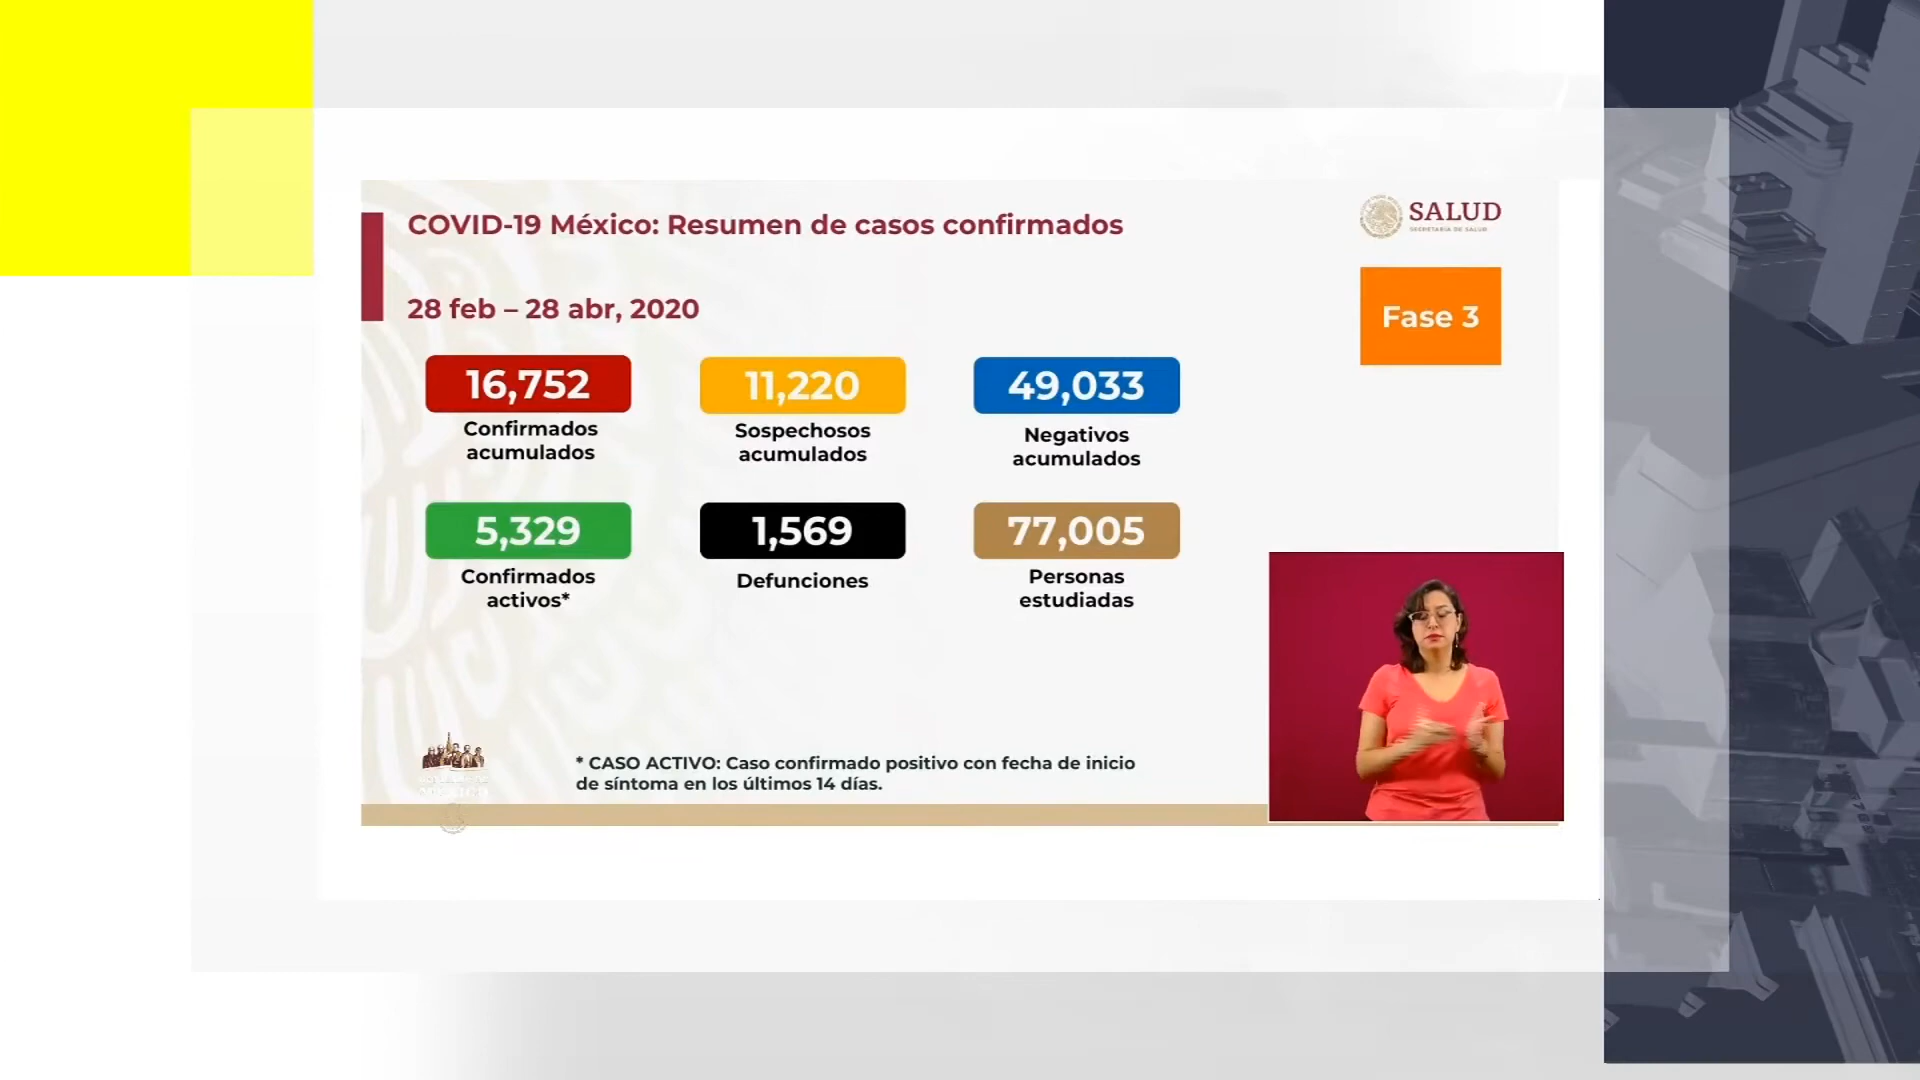 COVID-19 México: Resumen de casos confirmados
SALUD
SECRETARÍA DE SALUD
28 feb – 28 abr, 2020
Fase 3
16,752
Confirmados
acumulados
11,220
Sospechosos
acumulados
49,033
Negativos
acumulados
5,329
Confirmados
activos*
1,569
Defunciones
77,005
Personas
estudiadas
* CASO ACTIVO: Caso confirmado positivo con fecha de inicio
de síntoma en los últimos 14 días.